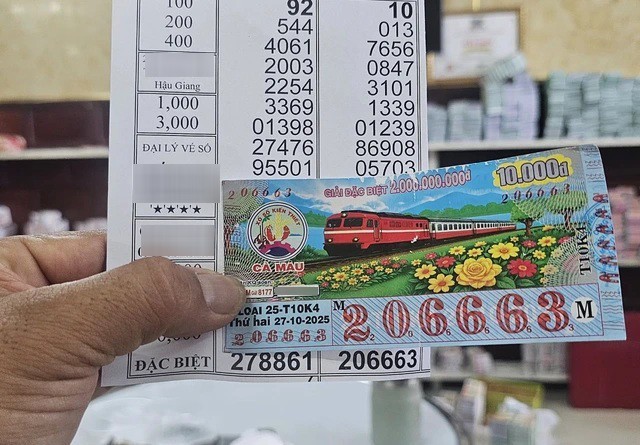 100 92 10
200 544 013
400 4061 7656
2003 0847
Hậu Giang 2254 3101
1,000 3369 1339
3,000 01398 01239
ĐẠI LÝ VÉ SỐ 27476 86908
95501 05703
★★★★
ĐẶC BIỆT 278861 206663
206663 GIẢI ĐẶC BIỆT 2.000.000.000đ 10.000đ
206663
XỔ SỐ KIẾN THIẾT
CÀ MAU
T10K4
LOẠI 25-T10K4
Thứ hai 27-10-2025
206663
M 206663 M